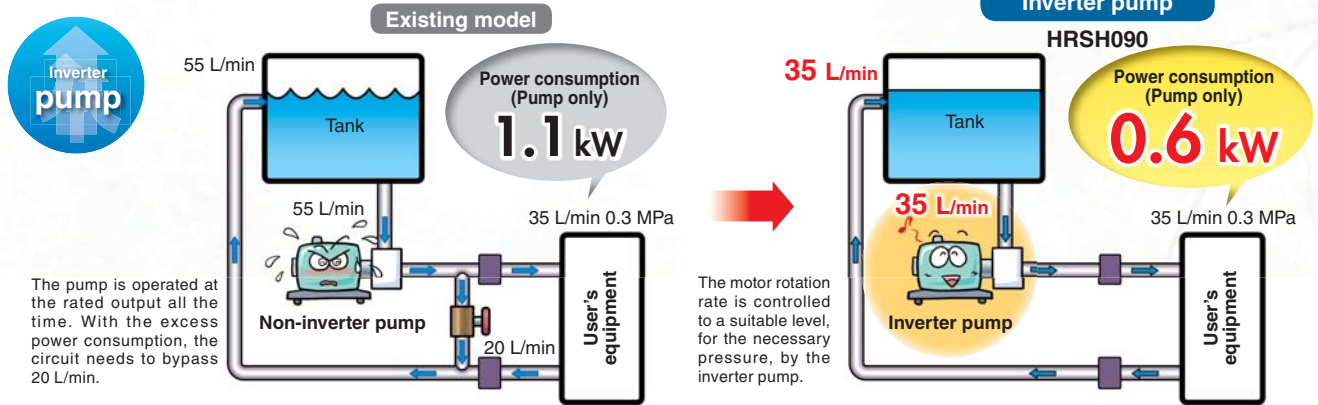 Existing model
Inverter
pump
55 L/min
Tank
Power consumption
(Pump only)
1.1 kW
55 L/min
35 L/min 0.3 MPa
The pump is operated at
the rated output all the
time. With the excess
power consumption, the
circuit needs to bypass
20 L/min.
Non-inverter pump
20 L/min
User's
equipment
Inverter pump
HRSH090
35 L/min
Tank
Power consumption
(Pump only)
0.6 kW
35 L/min
35 L/min 0.3 MPa
The motor rotation
rate is controlled
to a suitable level,
for the necessary
pressure, by the
inverter pump.
Inverter pump
User's
equipment